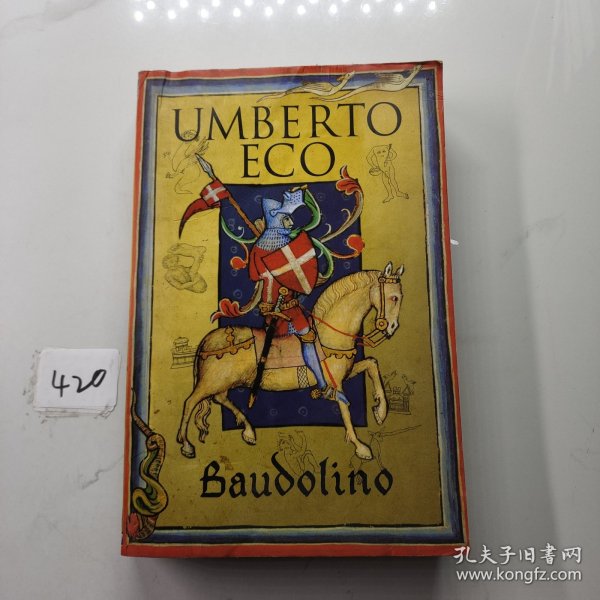 UMBERTO
ECO
420
Baudolino
孔夫子旧书网
www.kongfz.com